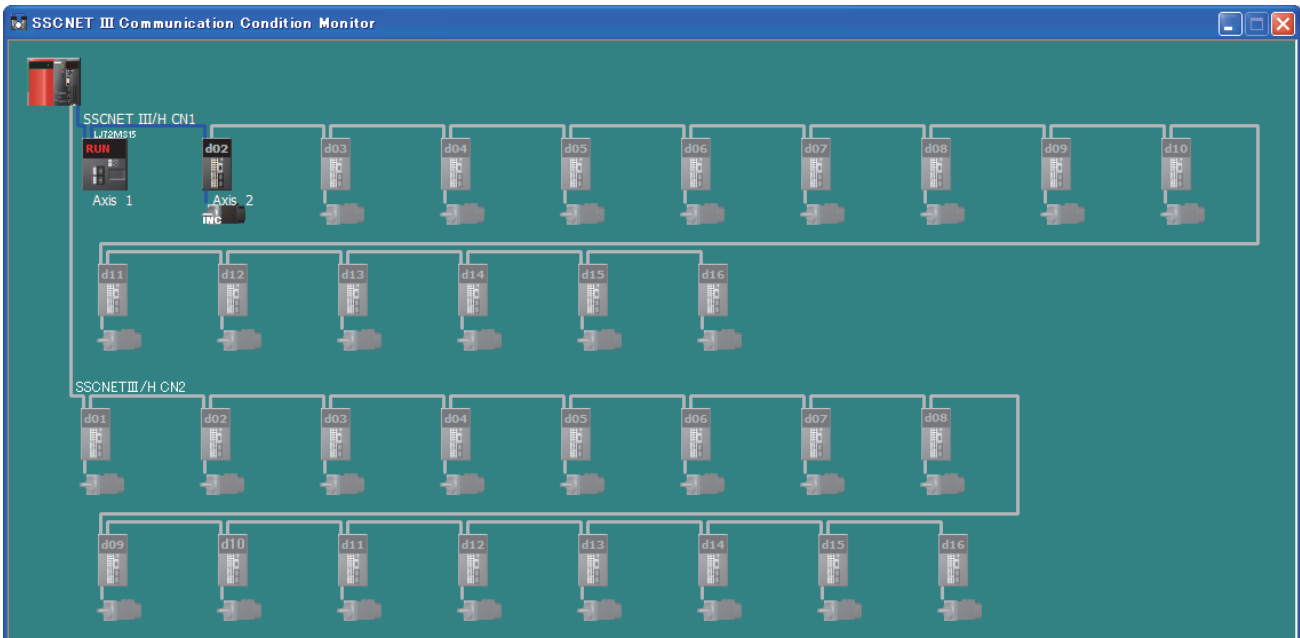 SSCNET Ⅲ Communication Condition Monitor
SSCNET Ⅲ/H CN1
LJ72MS15
RUN d02 d03 d04 d05 d06 d07 d08 d09 d10
Axis 1 Axis 2
INC
d11 d12 d13 d14 d15 d16
SSCNETⅢ/H CN2
d01 d02 d03 d04 d05 d06 d07 d08
d09 d10 d11 d12 d13 d14 d15 d16